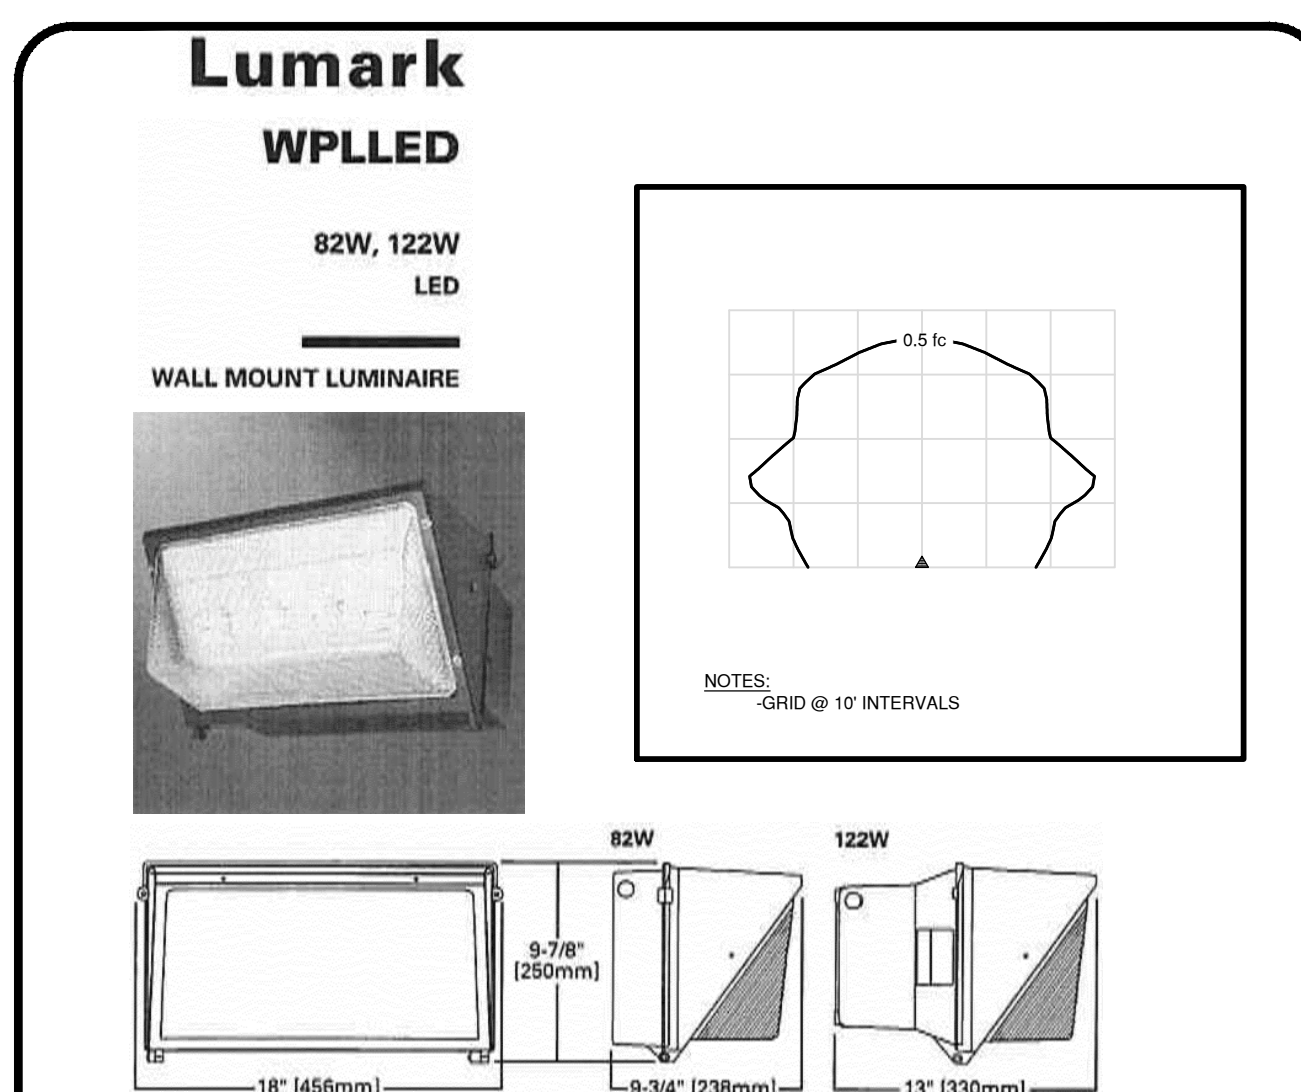 Lumark
WPLLED
82W, 122W
LED
WALL MOUNT LUMINAIRE
0.5 fc
NOTES:
-GRID @ 10' INTERVALS
82W
122W
9-7/8"
[250mm]
18" [456mm]
9-3/4" [238mm]
13" [330mm]